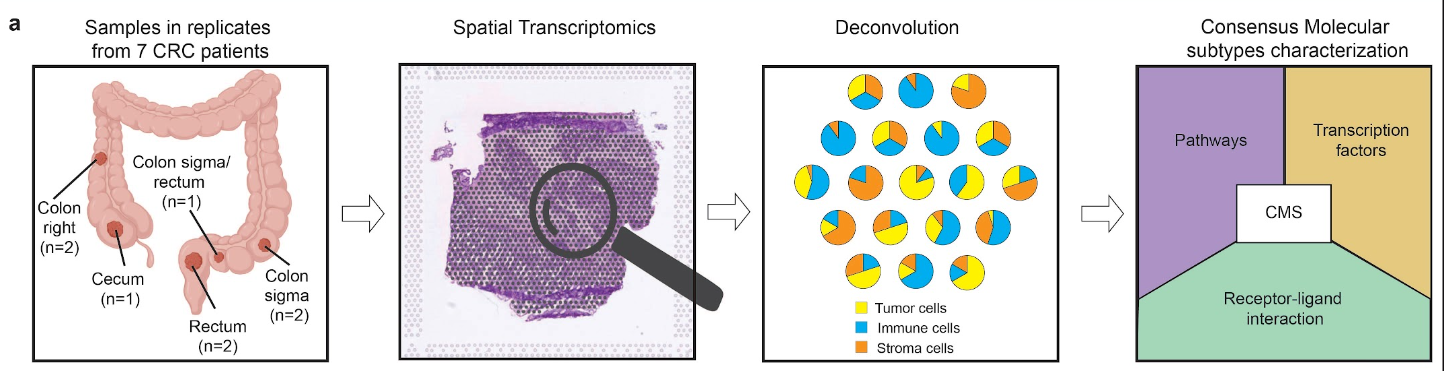 a
Samples in replicates
from 7 CRC patients
Colon sigma/
rectum
(n=1)
Colon
right
(n=2)
Cecum
(n=1)
Rectum
(n=2)
Colon
sigma
(n=2)
Spatial Transcriptomics
Deconvolution
Tumor cells
Immune cells
Stroma cells
Consensus Molecular
subtypes characterization
Pathways
Transcription
factors
CMS
Receptor-ligand
interaction